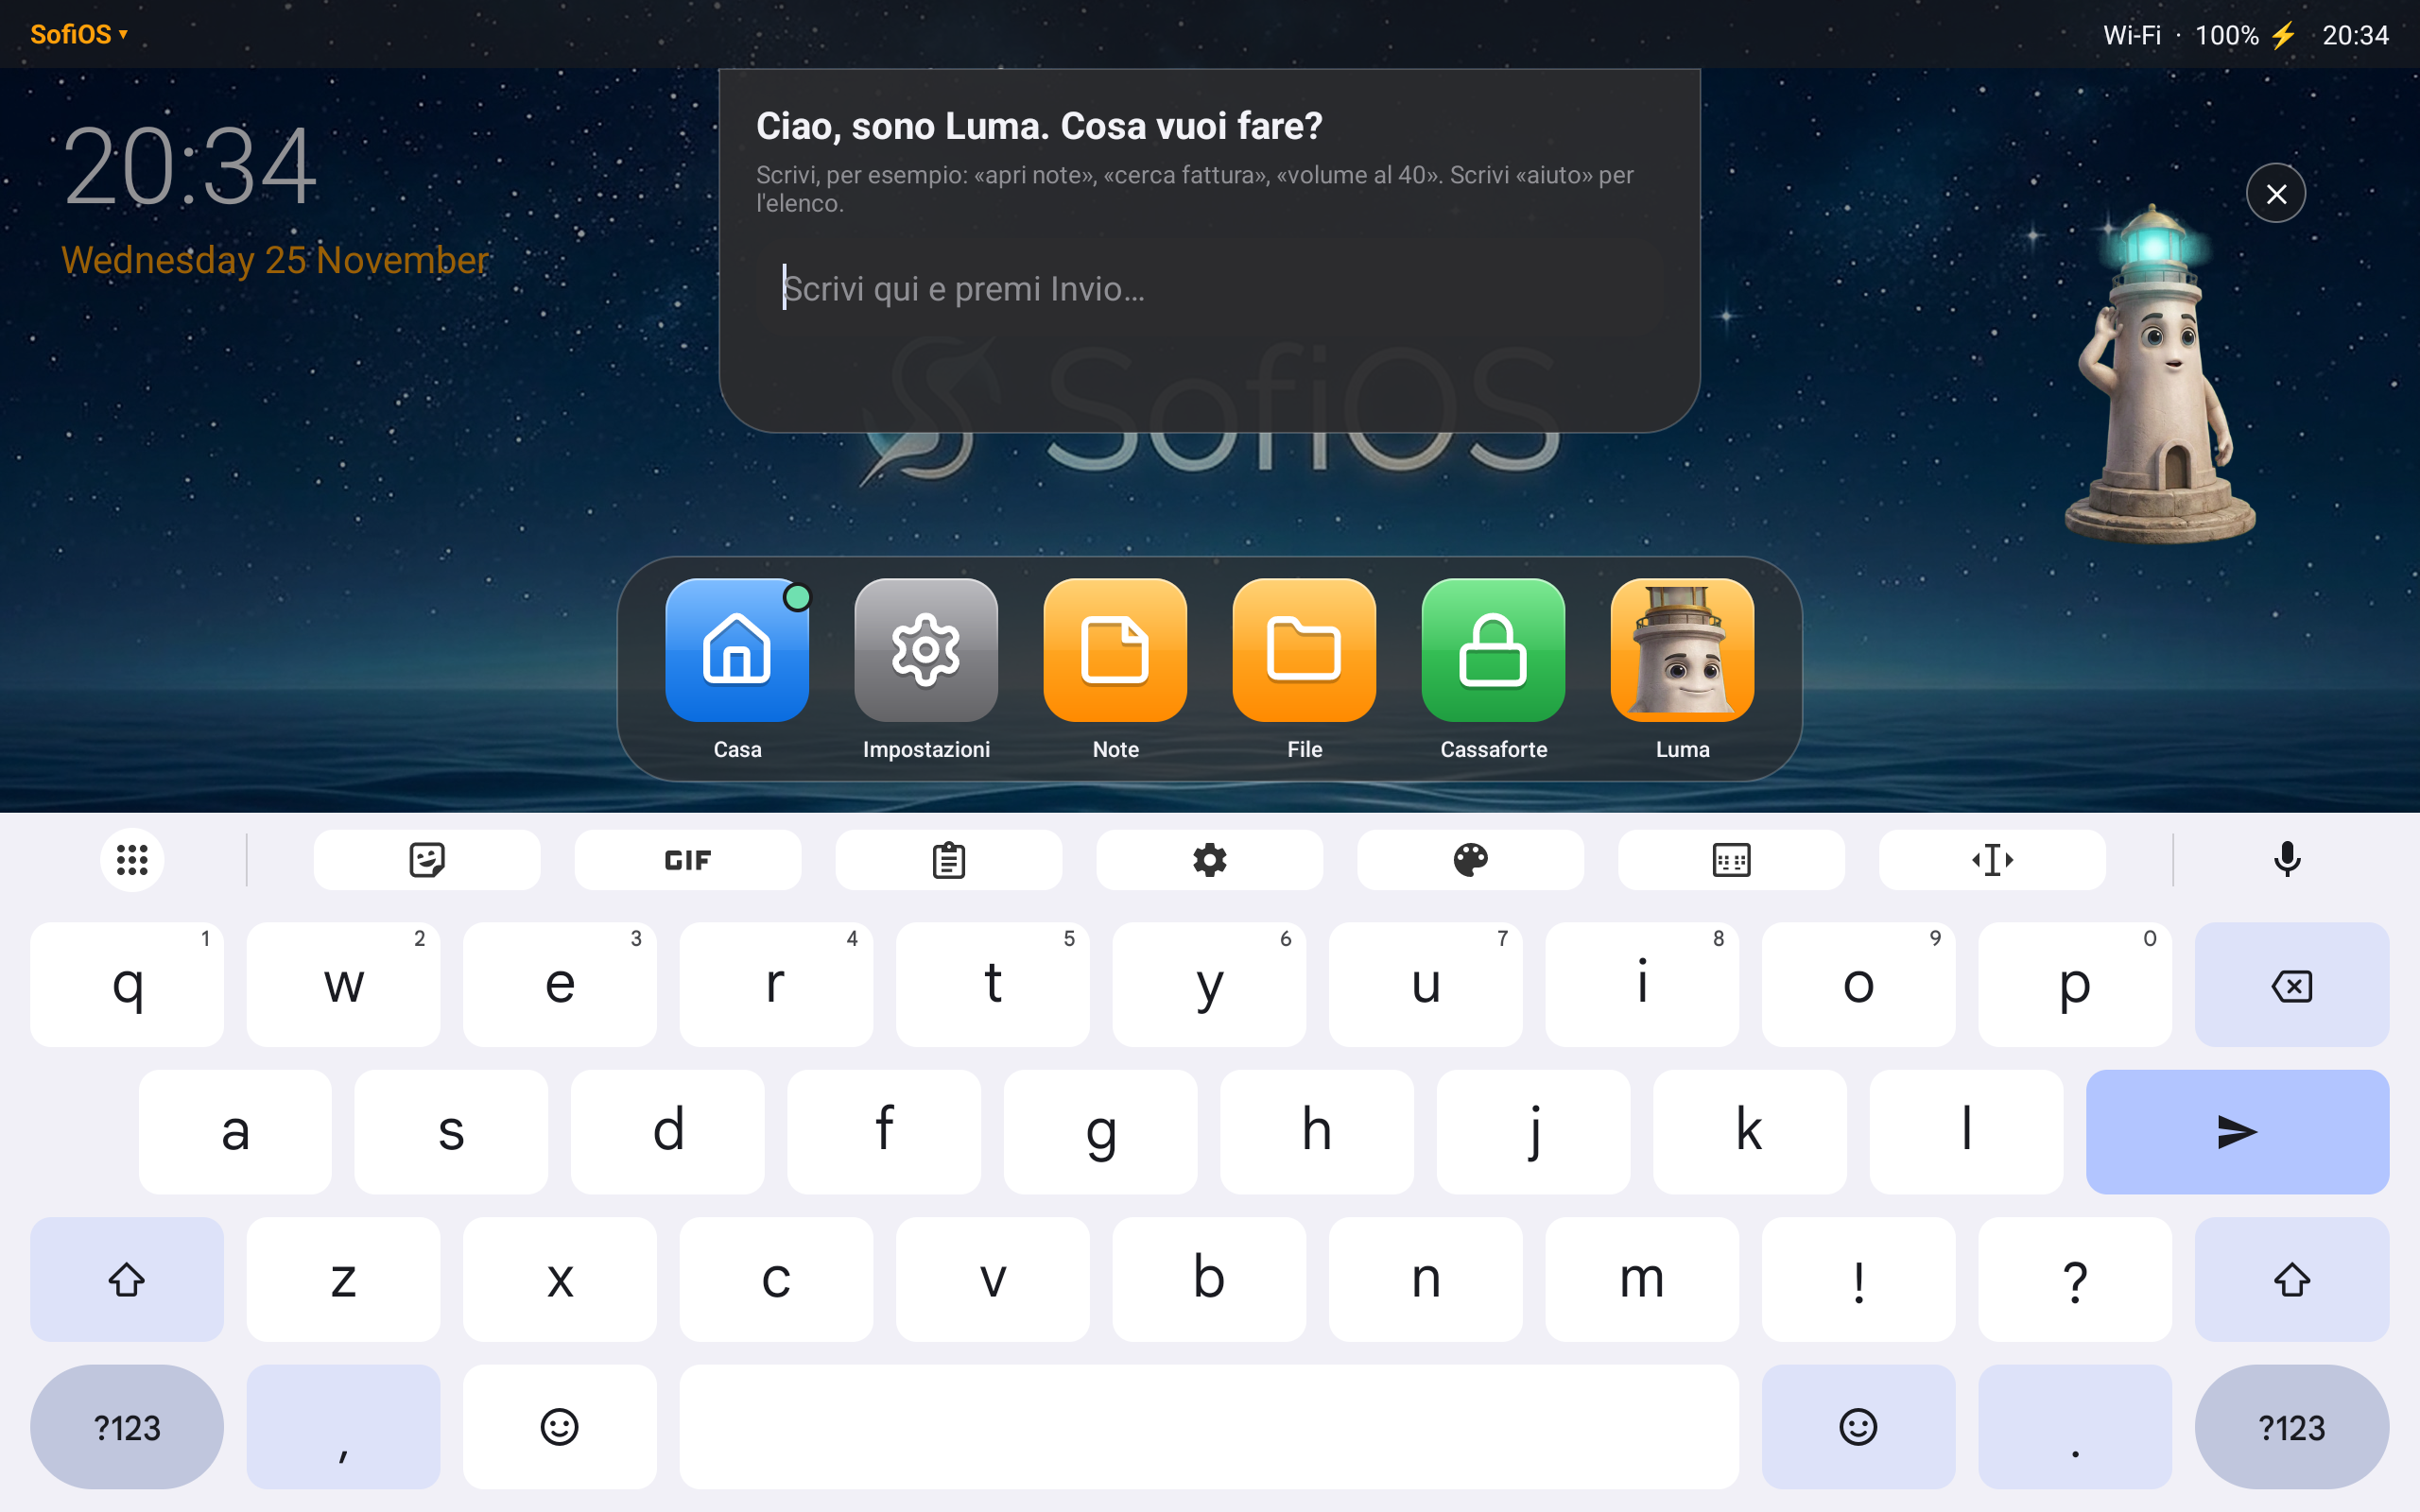 SofiOS ▾
Wi-Fi · 100% ⚡ 20:34
20:34
Wednesday 25 November
Ciao, sono Luma. Cosa vuoi fare?
Scrivi, per esempio: «apri note», «cerca fattura», «volume al 40». Scrivi «aiuto» per
l'elenco.
Scrivi qui e premi Invio…
SofiOS
Casa
Impostazioni
Note
File
Cassaforte
Luma
GIF
q 1 w 2 e 3 r 4 t 5 y 6 u 7 i 8 o 9 p 0
a s d f g h j k l
z x c v b n m ! ?
?123 , . ?123